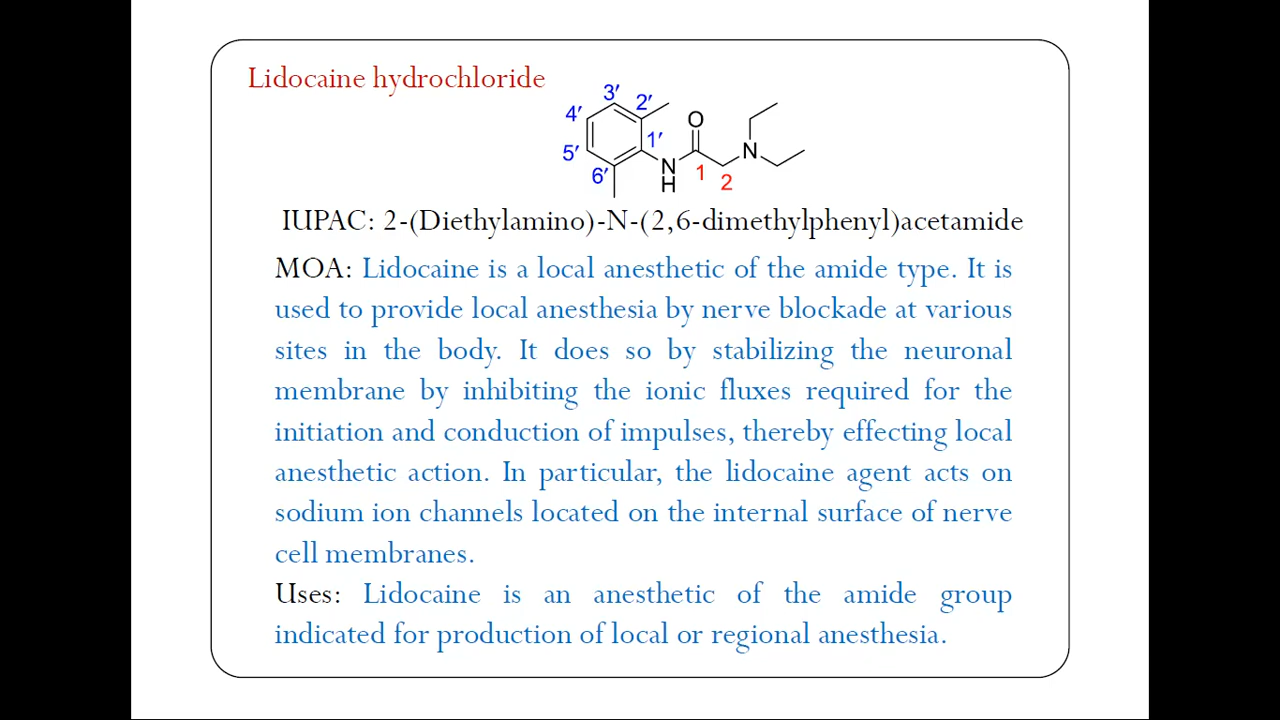 Lidocaine hydrochloride
3′
2′
4′
O
1′
5′
N
N
H
1
6′
2
IUPAC: 2-(Diethylamino)-N-(2,6-dimethylphenyl)acetamide
MOA: Lidocaine is a local anesthetic of the amide type. It is
used to provide local anesthesia by nerve blockade at various
sites in the body. It does so by stabilizing the neuronal
membrane by inhibiting the ionic fluxes required for the
initiation and conduction of impulses, thereby effecting local
anesthetic action. In particular, the lidocaine agent acts on
sodium ion channels located on the internal surface of nerve
cell membranes.
Uses: Lidocaine is an anesthetic of the amide group
indicated for production of local or regional anesthesia.